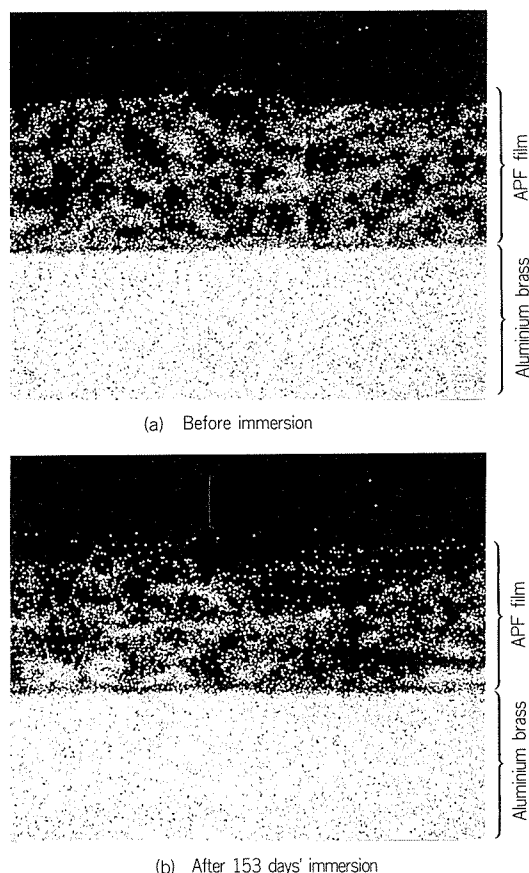 APF film
Aluminium brass
(a) Before immersion
APF film
Aluminium brass
(b) After 153 days' immersion